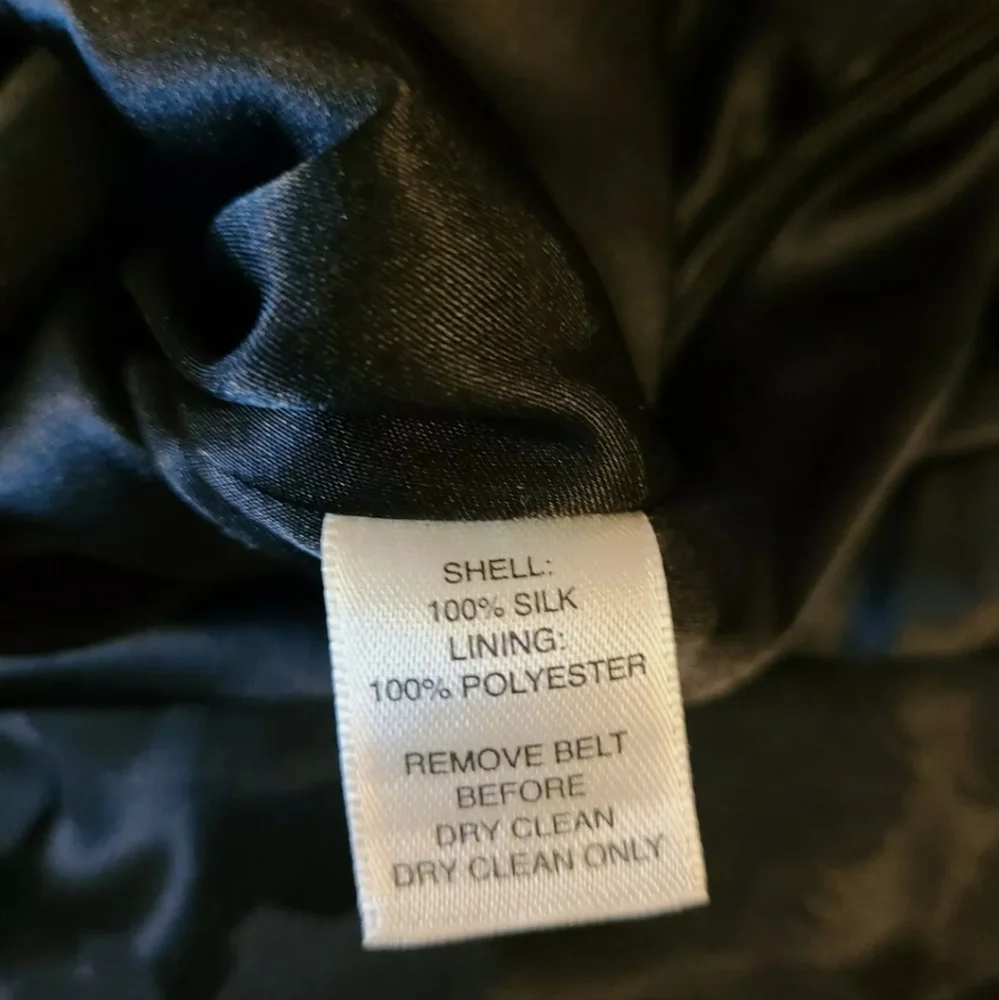 SHELL:
100% SILK
LINING:
100% POLYESTER
REMOVE BELT
BEFORE
DRY CLEAN
DRY CLEAN ONLY